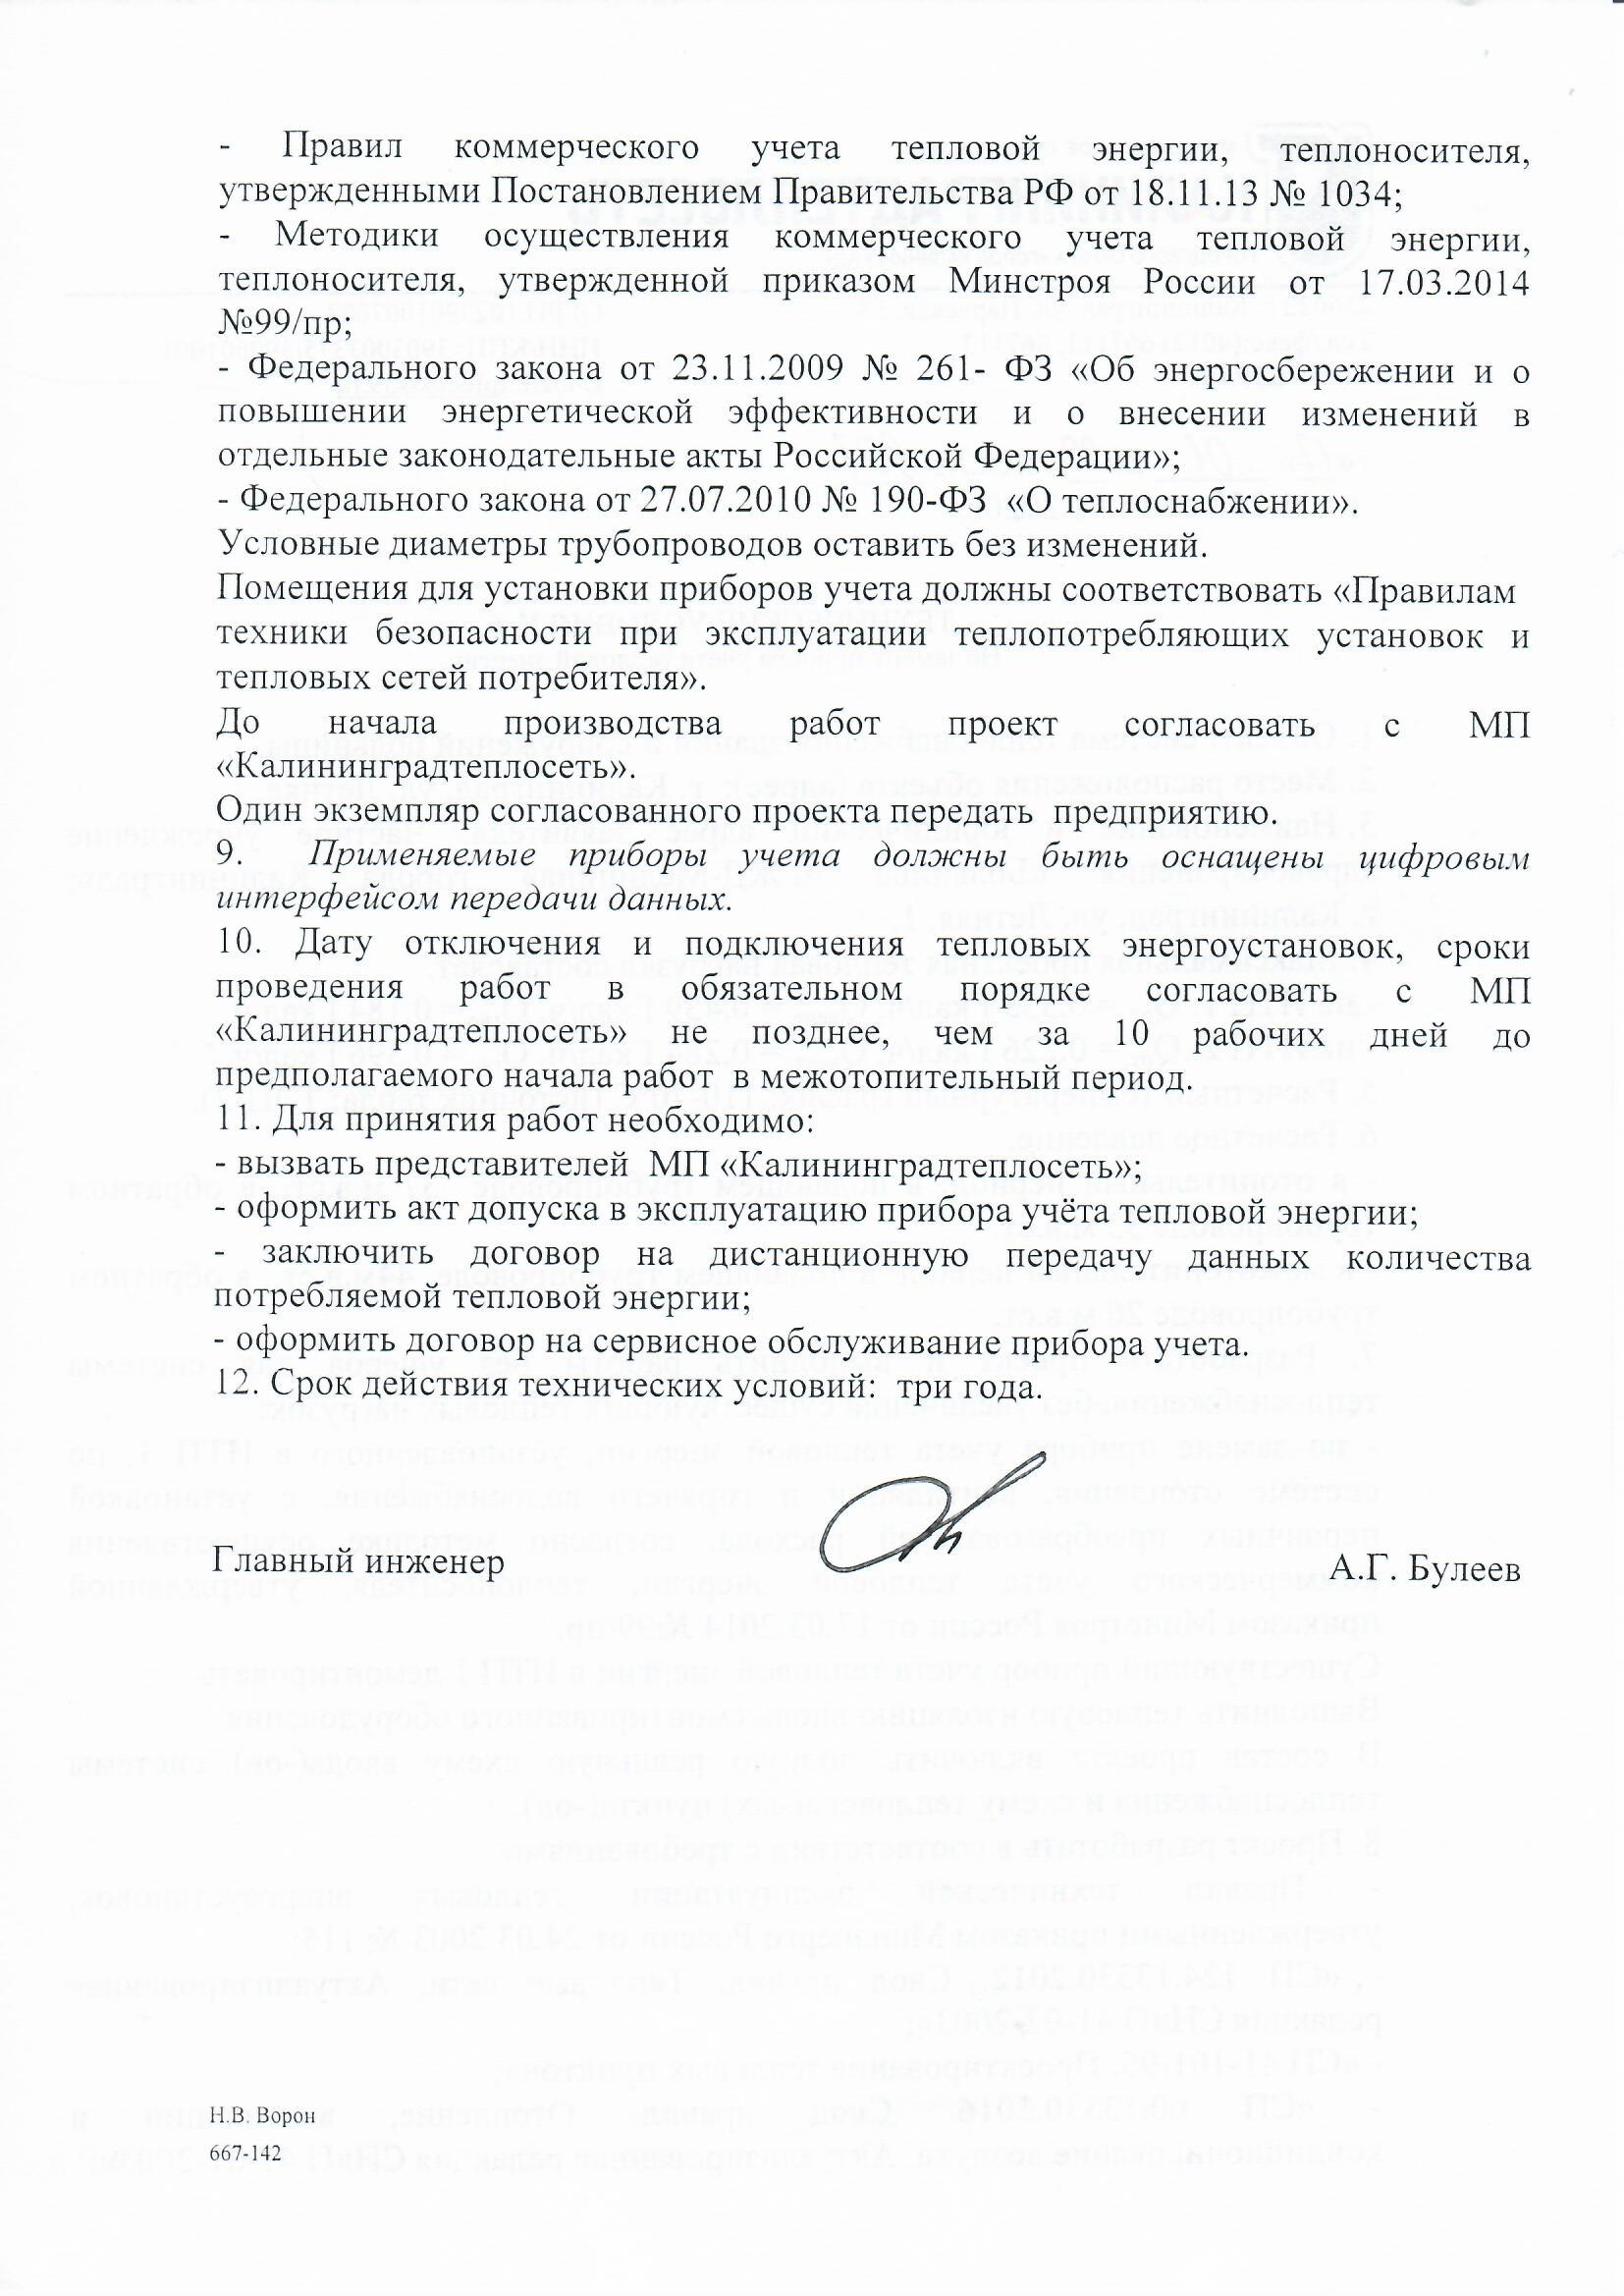 - Правил коммерческого учета тепловой энергии, теплоносителя,
утвержденными Постановлением Правительства РФ от 18.11.13 № 1034;
- Методики осуществления коммерческого учета тепловой энергии,
теплоносителя, утвержденной приказом Минстроя России от 17.03.2014
№99/пр;
- Федерального закона от 23.11.2009 № 261- ФЗ «Об энергосбережении и о
повышении энергетической эффективности и о внесении изменений в
отдельные законодательные акты Российской Федерации»;
- Федерального закона от 27.07.2010 № 190-ФЗ «О теплоснабжении».
Условные диаметры трубопроводов оставить без изменений.
Помещения для установки приборов учета должны соответствовать «Правилам
техники безопасности при эксплуатации теплопотребляющих установок и
тепловых сетей потребителя».
До начала производства работ проект согласовать с МП
«Калининградтеплосеть».
Один экземпляр согласованного проекта передать предприятию.
9. Применяемые приборы учета должны быть оснащены цифровым
интерфейсом передачи данных.
10. Дату отключения и подключения тепловых энергоустановок, сроки
проведения работ в обязательном порядке согласовать с МП
«Калининградтеплосеть» не позднее, чем за 10 рабочих дней до
предполагаемого начала работ в межотопительный период.
11. Для принятия работ необходимо:
- вызвать представителей МП «Калининградтеплосеть»;
- оформить акт допуска в эксплуатацию прибора учёта тепловой энергии;
- заключить договор на дистанционную передачу данных количества
потребляемой тепловой энергии;
- оформить договор на сервисное обслуживание прибора учета.
12. Срок действия технических условий: три года.
Главный инженер А.Г. Булеев
Н.В. Ворон
667-142